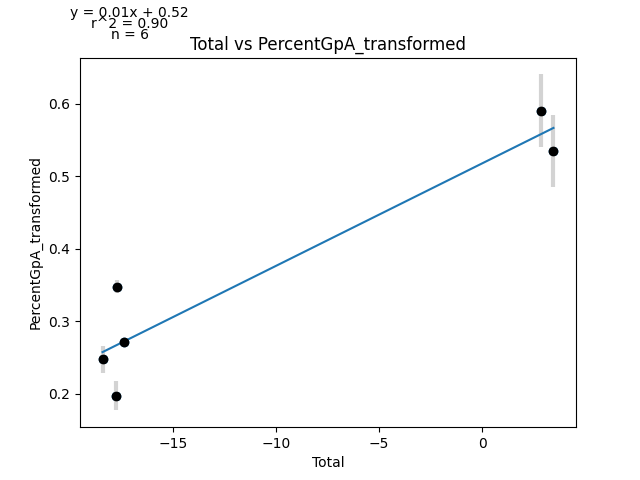 y = 0.01x + 0.52
r^2 = 0.90
n = 6
Total vs PercentGpA_transformed
PercentGpA_transformed
0.6
0.5
0.4
0.3
0.2
−15
−10
−5
0
Total